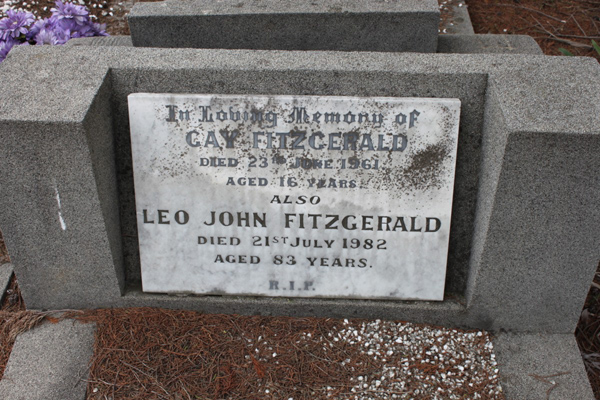 In Loving Memory of
GAY FITZGERALD
DIED 23RD JUNE 1961
AGED 16 YEARS.
ALSO
LEO JOHN FITZGERALD
DIED 21ST JULY 1982
AGED 83 YEARS.
R.I.P.